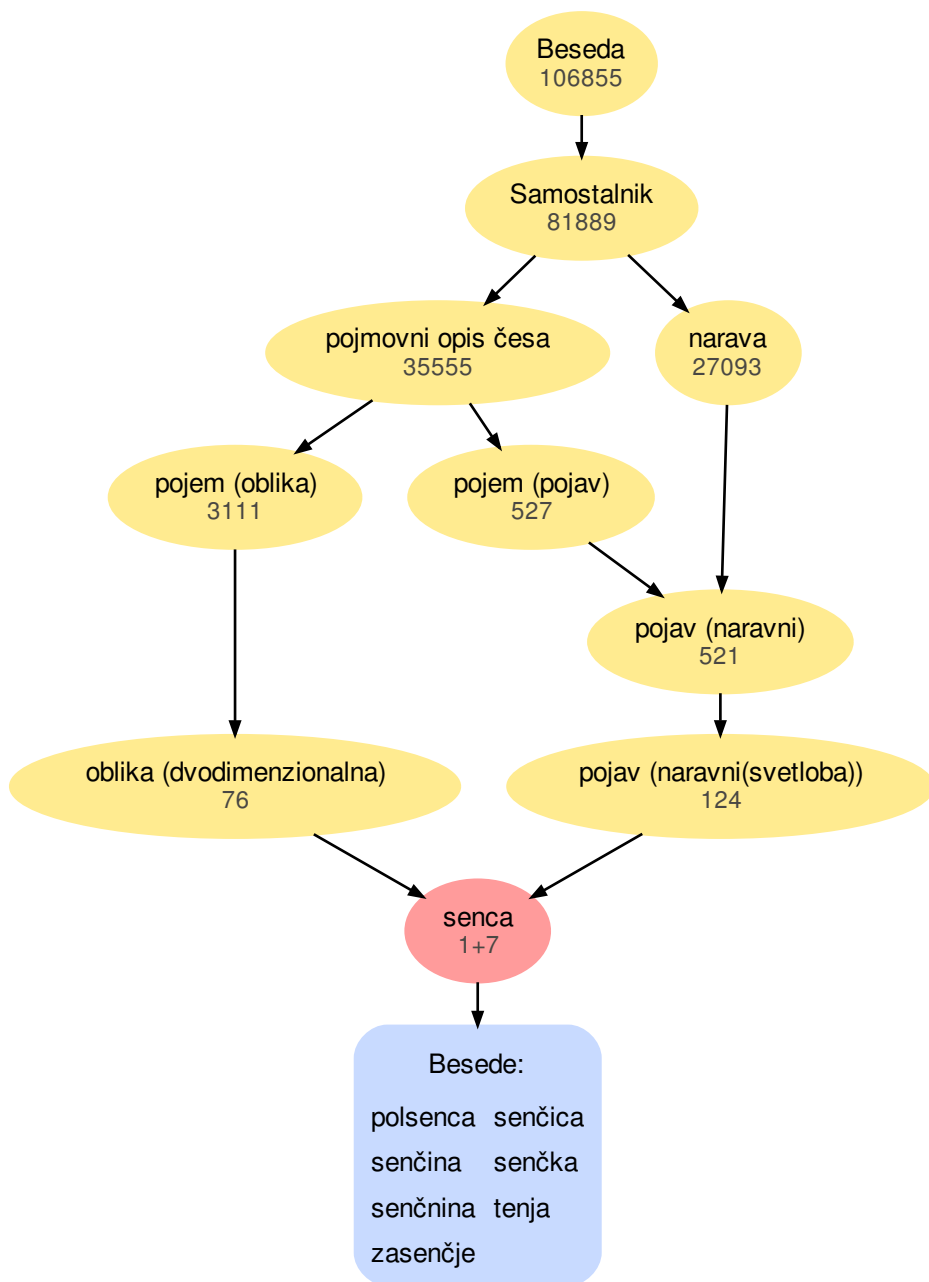 Beseda
106855
Samostalnik
81889
pojmovni opis česa
35555
narava
27093
pojem (oblika)
3111
pojem (pojav)
527
pojav (naravni)
521
oblika (dvodimenzionalna)
76
pojav (naravni(svetloba))
124
senca
1+7
Besede:
polsenca senčica
senčina senčka
senčnina tenja
zasenčje